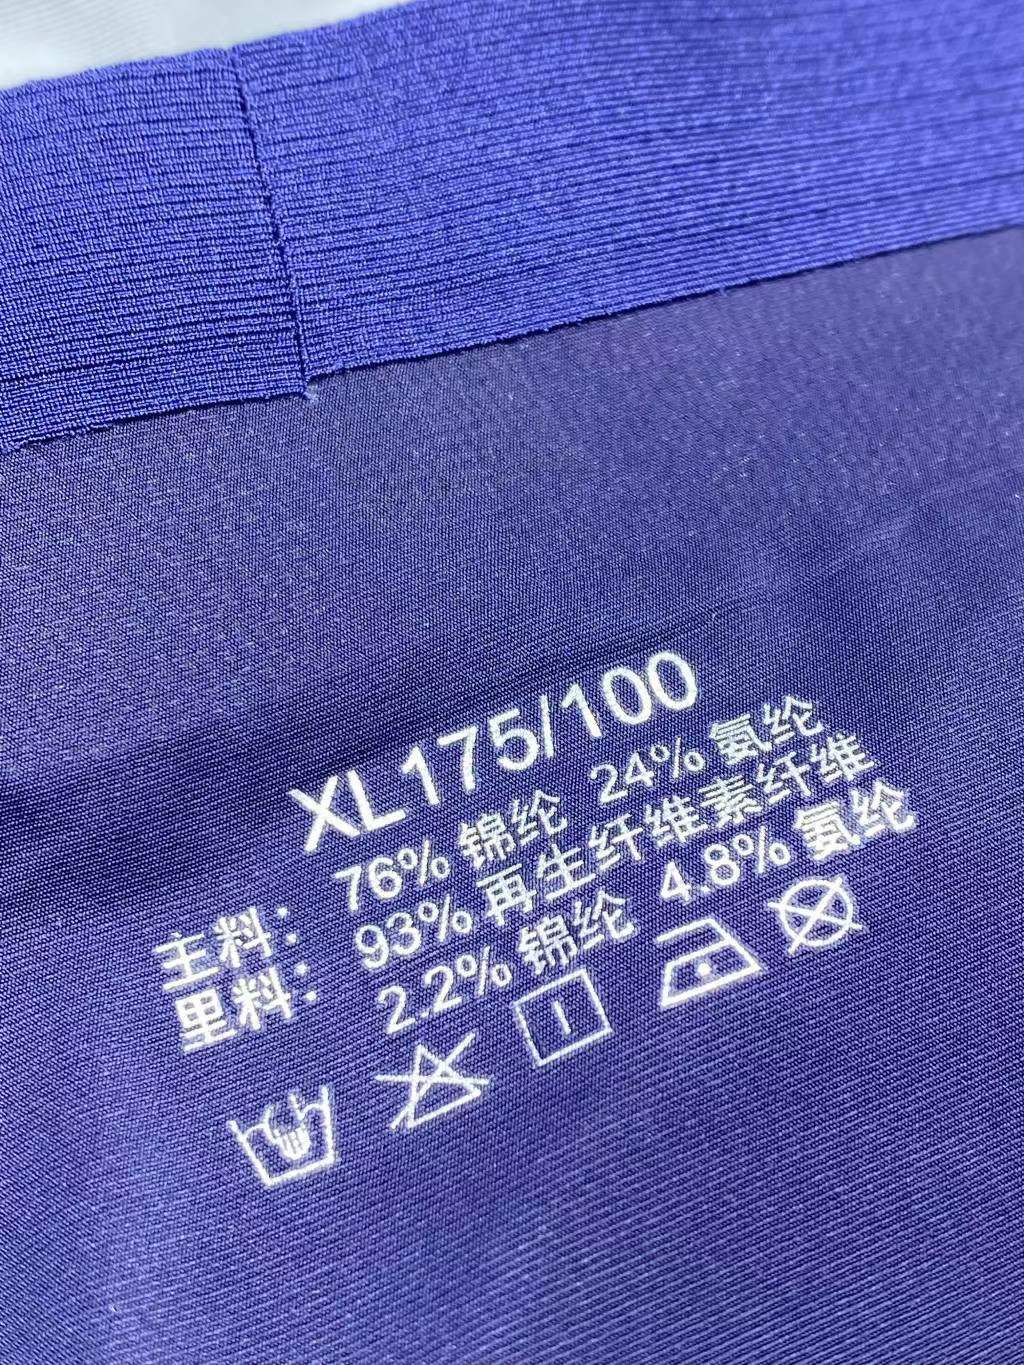 XL175/100
主料: 76% 锦纶 24% 氨纶
里料: 93% 再生纤维素纤维
2.2% 锦纶 4.8% 氨纶